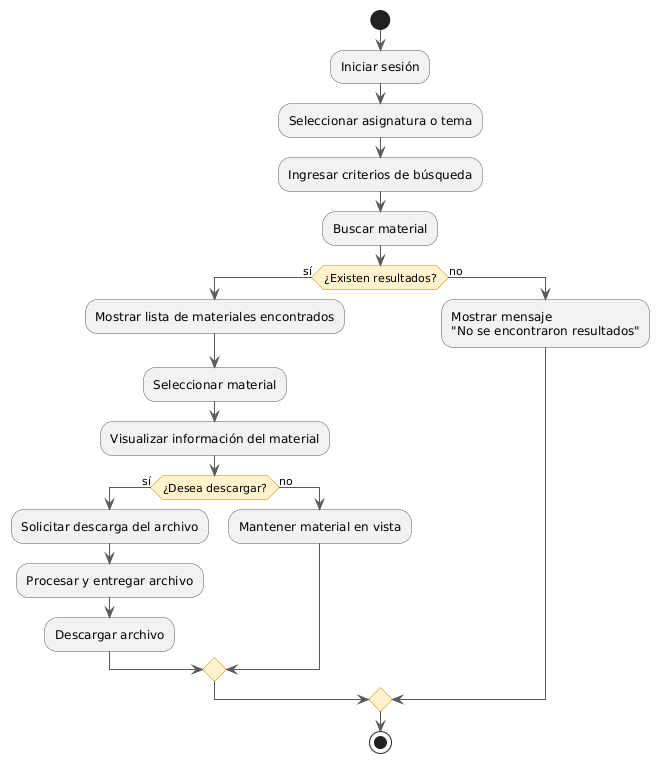 Iniciar sesión
Seleccionar asignatura o tema
Ingresar criterios de búsqueda
Buscar material
sí
¿Existen resultados?
no
Mostrar lista de materiales encontrados
Mostrar mensaje
"No se encontraron resultados"
Seleccionar material
Visualizar información del material
sí
¿Desea descargar?
no
Solicitar descarga del archivo
Mantener material en vista
Procesar y entregar archivo
Descargar archivo